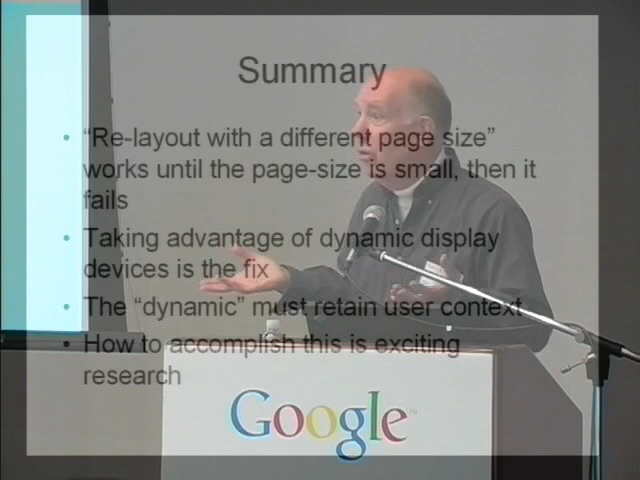 Summary
• "Re-layout with a different page size"
works until the page-size is small, then it
fails
• Taking advantage of dynamic display
devices is the fix
• The "dynamic" must retain user context
• How to accomplish this is exciting
research
Google